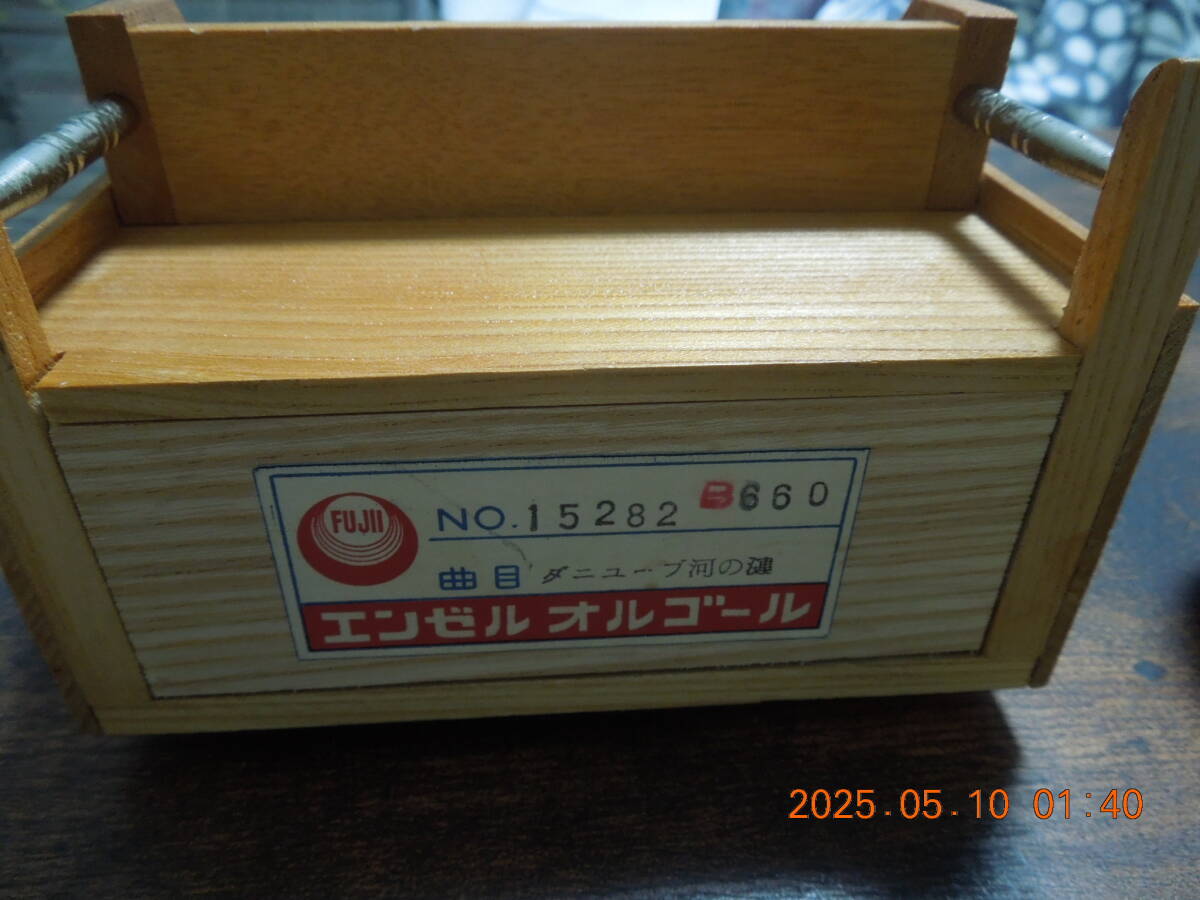 FUJII
NO.15282 B660
曲目 ダニューブ河の漣
エンゼル オルゴール
2025.05.10 01:40